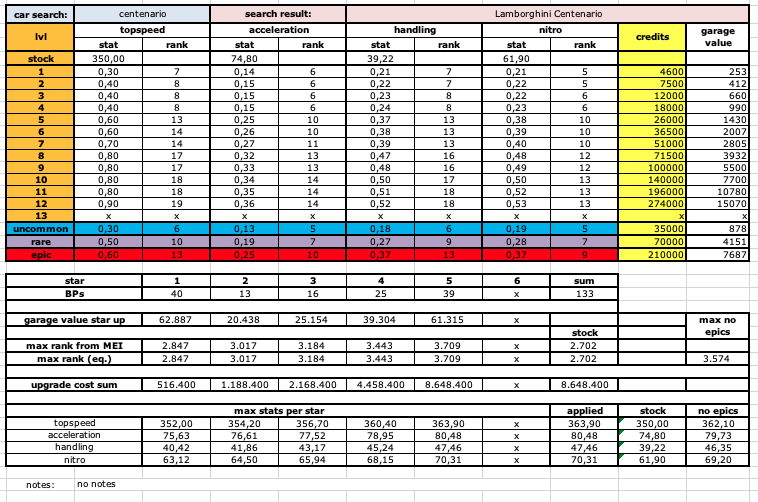 car search: centenario search result: Lamborghini Centenario
lvl topspeed acceleration handling nitro credits garage value
stat rank stat rank stat rank stat rank
stock 350,00 74,80 39,22 61,90
1 0,30 7 0,14 6 0,21 7 0,21 5 4600 253
2 0,40 8 0,15 6 0,22 7 0,22 5 7500 412
3 0,40 8 0,15 6 0,23 8 0,22 6 12000 660
4 0,40 8 0,15 6 0,24 8 0,23 6 18000 990
5 0,60 13 0,25 10 0,37 13 0,38 10 26000 1430
6 0,60 14 0,26 10 0,38 13 0,39 10 36500 2007
7 0,70 14 0,27 11 0,39 13 0,40 10 51000 2805
8 0,80 17 0,32 13 0,47 16 0,48 12 71500 3932
9 0,80 17 0,33 13 0,48 16 0,49 12 100000 5500
10 0,80 18 0,34 14 0,50 17 0,50 13 140000 7700
11 0,80 18 0,35 14 0,51 18 0,52 13 196000 10780
12 0,90 19 0,36 14 0,52 18 0,53 13 274000 15070
13 x x x x x x x x x x
uncommon 0,30 6 0,13 5 0,18 6 0,19 5 35000 878
rare 0,50 10 0,19 7 0,27 9 0,28 7 70000 4151
epic 0,60 13 0,25 10 0,37 13 0,37 9 210000 7687
star 1 2 3 4 5 6 sum
BPs 40 13 16 25 39 x 133
garage value star up 62.887 20.438 25.154 39.304 61.315 x max no epics
stock
max rank from MEI 2.847 3.017 3.184 3.443 3.709 x 2.702
max rank (eq.) 2.847 3.017 3.184 3.443 3.709 x 2.702 3.574
upgrade cost sum 516.400 1.188.400 2.168.400 4.458.400 8.648.400 x 8.648.400
max stats per star applied stock no epics
topspeed 352,00 354,20 356,70 360,40 363,90 x 363,90 350,00 362,10
acceleration 75,63 76,61 77,52 78,95 80,48 x 80,48 74,80 79,73
handling 40,42 41,86 43,17 45,24 47,46 x 47,46 39,22 46,35
nitro 63,12 64,50 65,94 68,15 70,31 x 70,31 61,90 69,20
notes: no notes